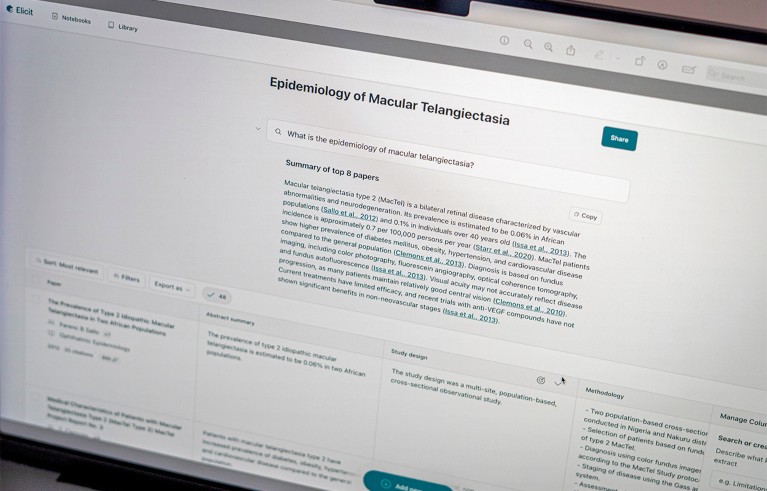 Elicit
Notebooks
Library
Search
Epidemiology of Macular Telangiectasia
Share
What is the epidemiology of macular telangiectasia?
Summary of top 8 papers
Copy
Macular telangiectasia type 2 (MacTel) is a bilateral retinal disease characterized by vascular
abnormalities and neurodegeneration. Its prevalence is estimated to be 0.06% in African
populations (Sallo et al., 2012) and 0.1% in individuals over 40 years old (Issa et al., 2013). The
incidence is approximately 0.7 per 100,000 persons per year (Starr et al., 2020). MacTel patients
show higher prevalence of diabetes mellitus, obesity, hypertension, and cardiovascular disease
compared to the general population (Clemons et al., 2013). Diagnosis is based on fundus
imaging, including color photography, fluorescein angiography, optical coherence tomography,
and fundus autofluorescence (Issa et al., 2013). Visual acuity may not accurately reflect disease
progression, as many patients maintain relatively good central vision (Clemons et al., 2010).
Current treatments have limited efficacy, and recent trials with anti-VEGF compounds have not
shown significant benefits in non-neovascular stages (Issa et al., 2013).
Sort: Most relevant
Filters
Export as
48
Paper
Abstract summary
Study design
Methodology
Manage Colu
The Prevalence of Type 2 Idiopathic Macular
Telangiectasia in Two African Populations
Ophthalmic Epidemiology
The prevalence of type 2 idiopathic macular
telangiectasia is estimated to be 0.06% in two African
populations.
The study design was a multi-site, population-based,
cross-sectional observational study.
- Two population-based cross-section
conducted in Nigeria and Nakuru distr
- Selection of patients based on fund
of type 2 MacTel.
- Diagnosis using color fundus image
according to the MacTel Study protoc
- Staging of disease using the Gass a
system.
- Assessmen
Search or crea
Describe what k
extract
e.g. Limitation
Medical Characteristics of Patients with Macular
Telangiectasia Type 2 (MacTel Type 2) MacTel
Project Report No. 3
Patients with macular telangiectasia type 2 have
increased prevalence of diabetes, obesity, hypertension,
and cardiovascular disease compared to the general
population.
Add